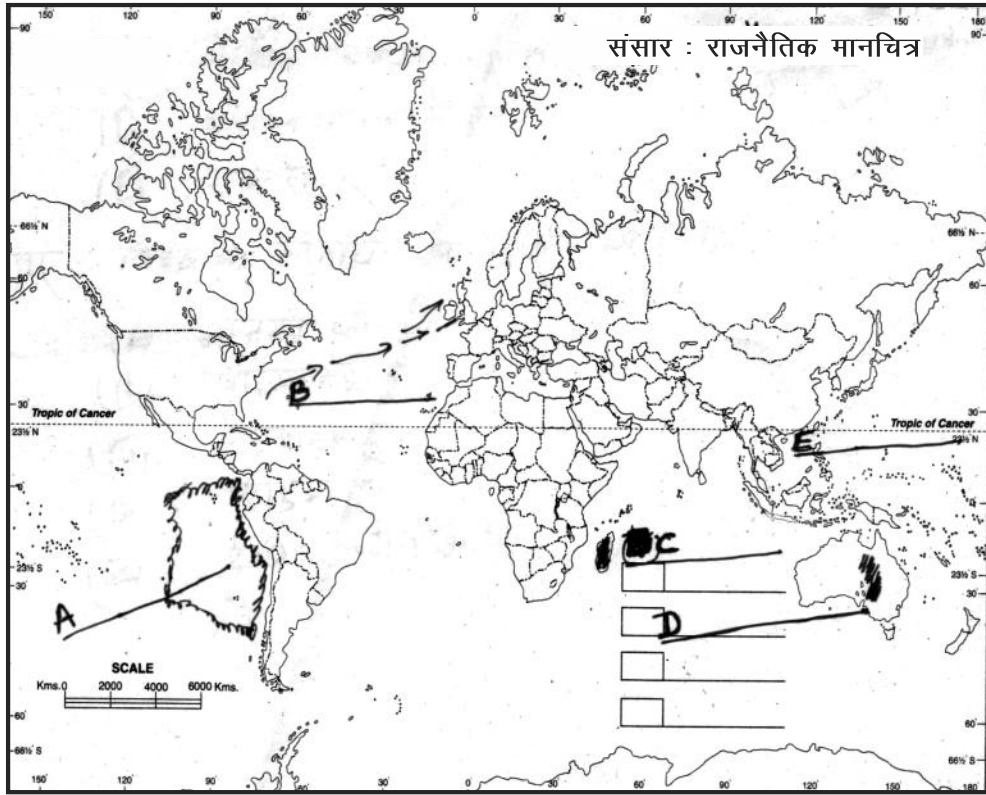 150 120 90 60 30 0 30 60 90 120 150 180
90° 90°
संसार : राजनैतिक मानचित्र
66½ N 66½ N
60 60
B
30 30
Tropic of Cancer Tropic of Cancer
23½ N 23½ N
E
C
23½ S 23½ S
30 30
A
D
SCALE
Kms. 0 2000 4000 6000 Kms.
60 60
66½ S 66½ S
150 120 90 30 0 30 60 90 120 150 180